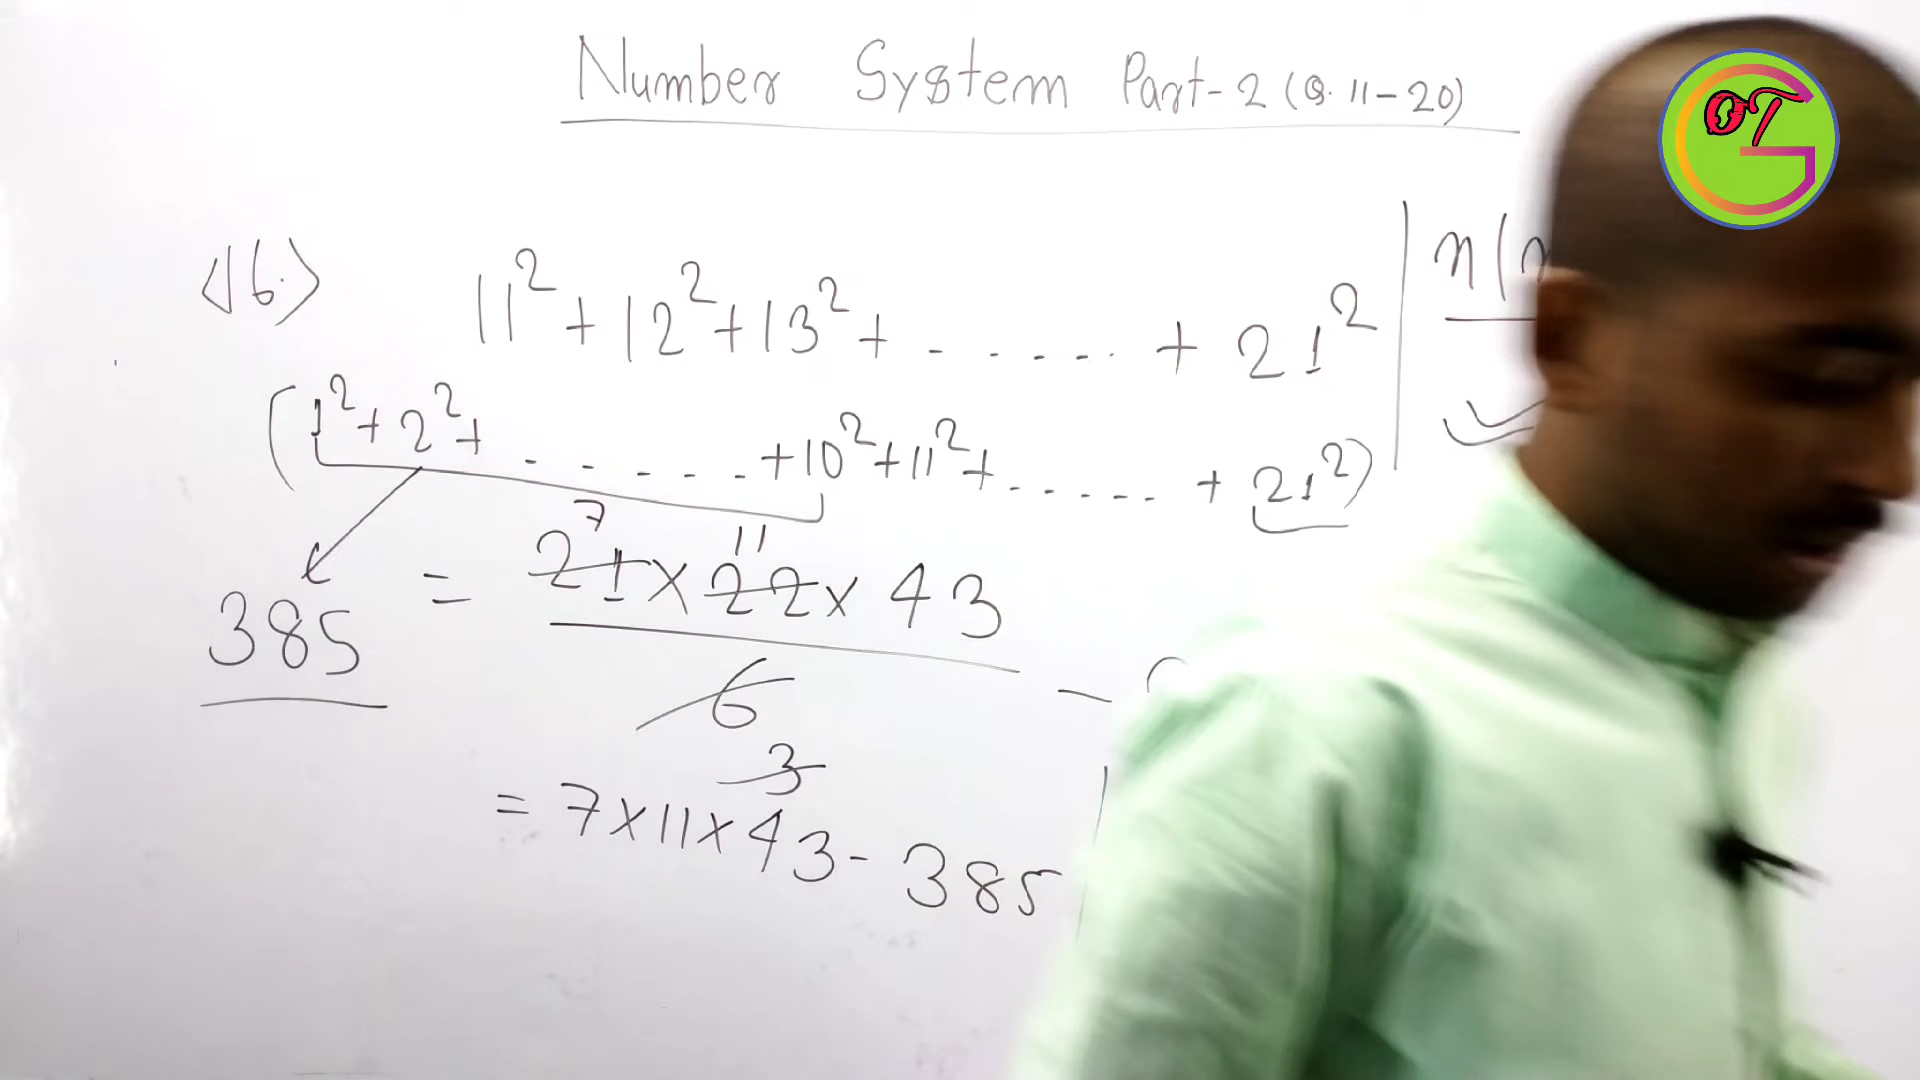 Number System Part-2 (Q. 11-20)
<16.> 11² + 12² + 13² + - - - - - + 21²
n(n
(1² + 2² + - - - - - +10² + 11² + - - - - - + 21²)
7 11
385 = 21 × 22 × 43
6 -
3
= 7 × 11 × 43 - 385
OTG